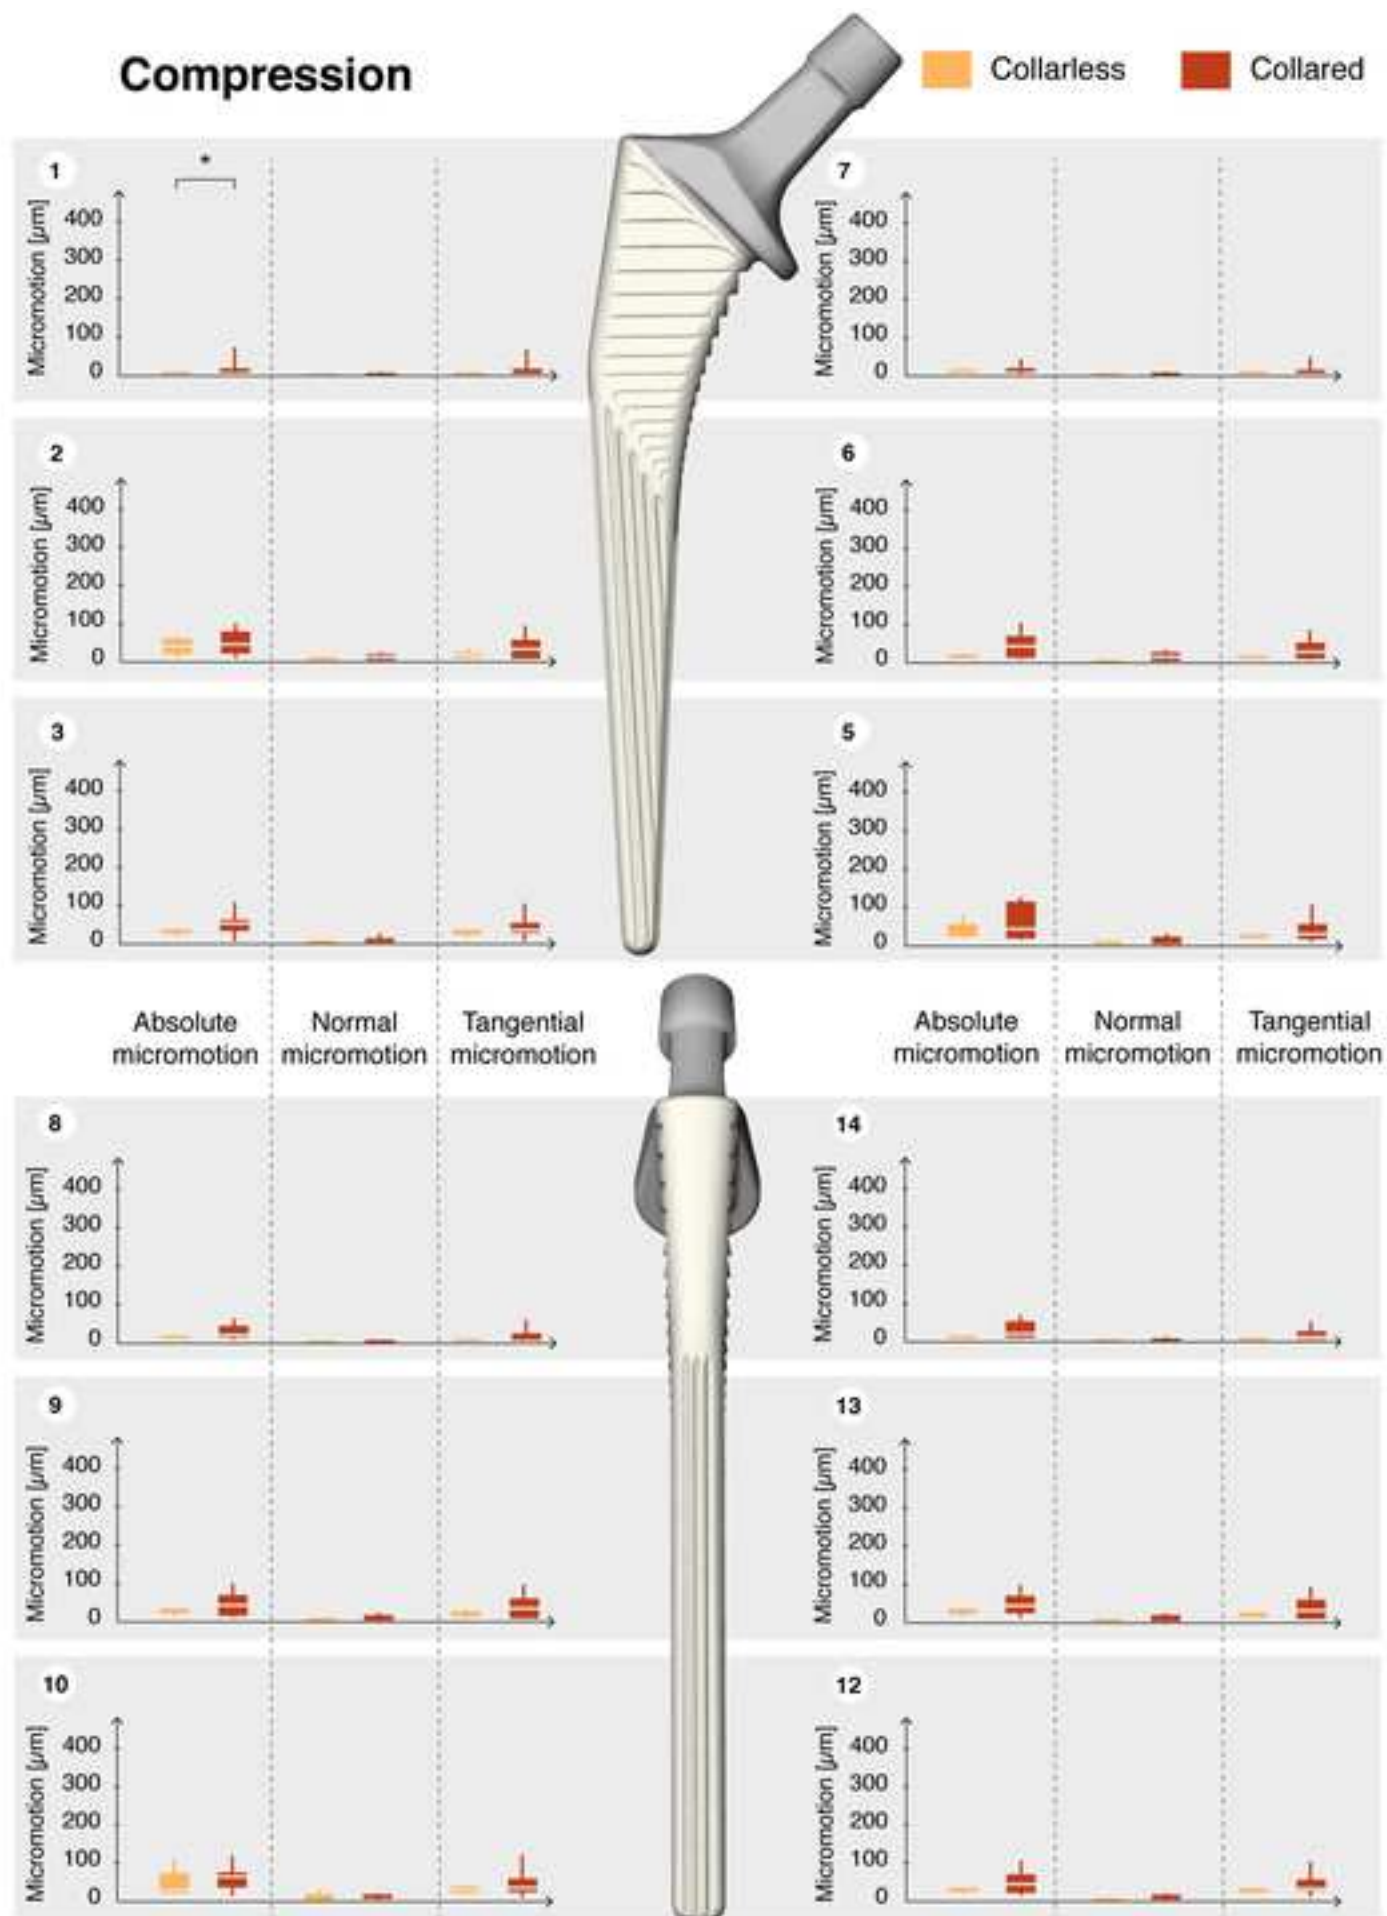 Compression
Collarless
Collared
1
*
Micromotion [μm]
400
300
200
100
0
7
Micromotion [μm]
400
300
200
100
0
2
Micromotion [μm]
400
300
200
100
0
6
Micromotion [μm]
400
300
200
100
0
3
Micromotion [μm]
400
300
200
100
0
5
Micromotion [μm]
400
300
200
100
0
Absolute
micromotion
Normal
micromotion
Tangential
micromotion
Absolute
micromotion
Normal
micromotion
Tangential
micromotion
8
Micromotion [μm]
400
300
200
100
0
14
Micromotion [μm]
400
300
200
100
0
9
Micromotion [μm]
400
300
200
100
0
13
Micromotion [μm]
400
300
200
100
0
10
Micromotion [μm]
400
300
200
100
0
12
Micromotion [μm]
400
300
200
100
0